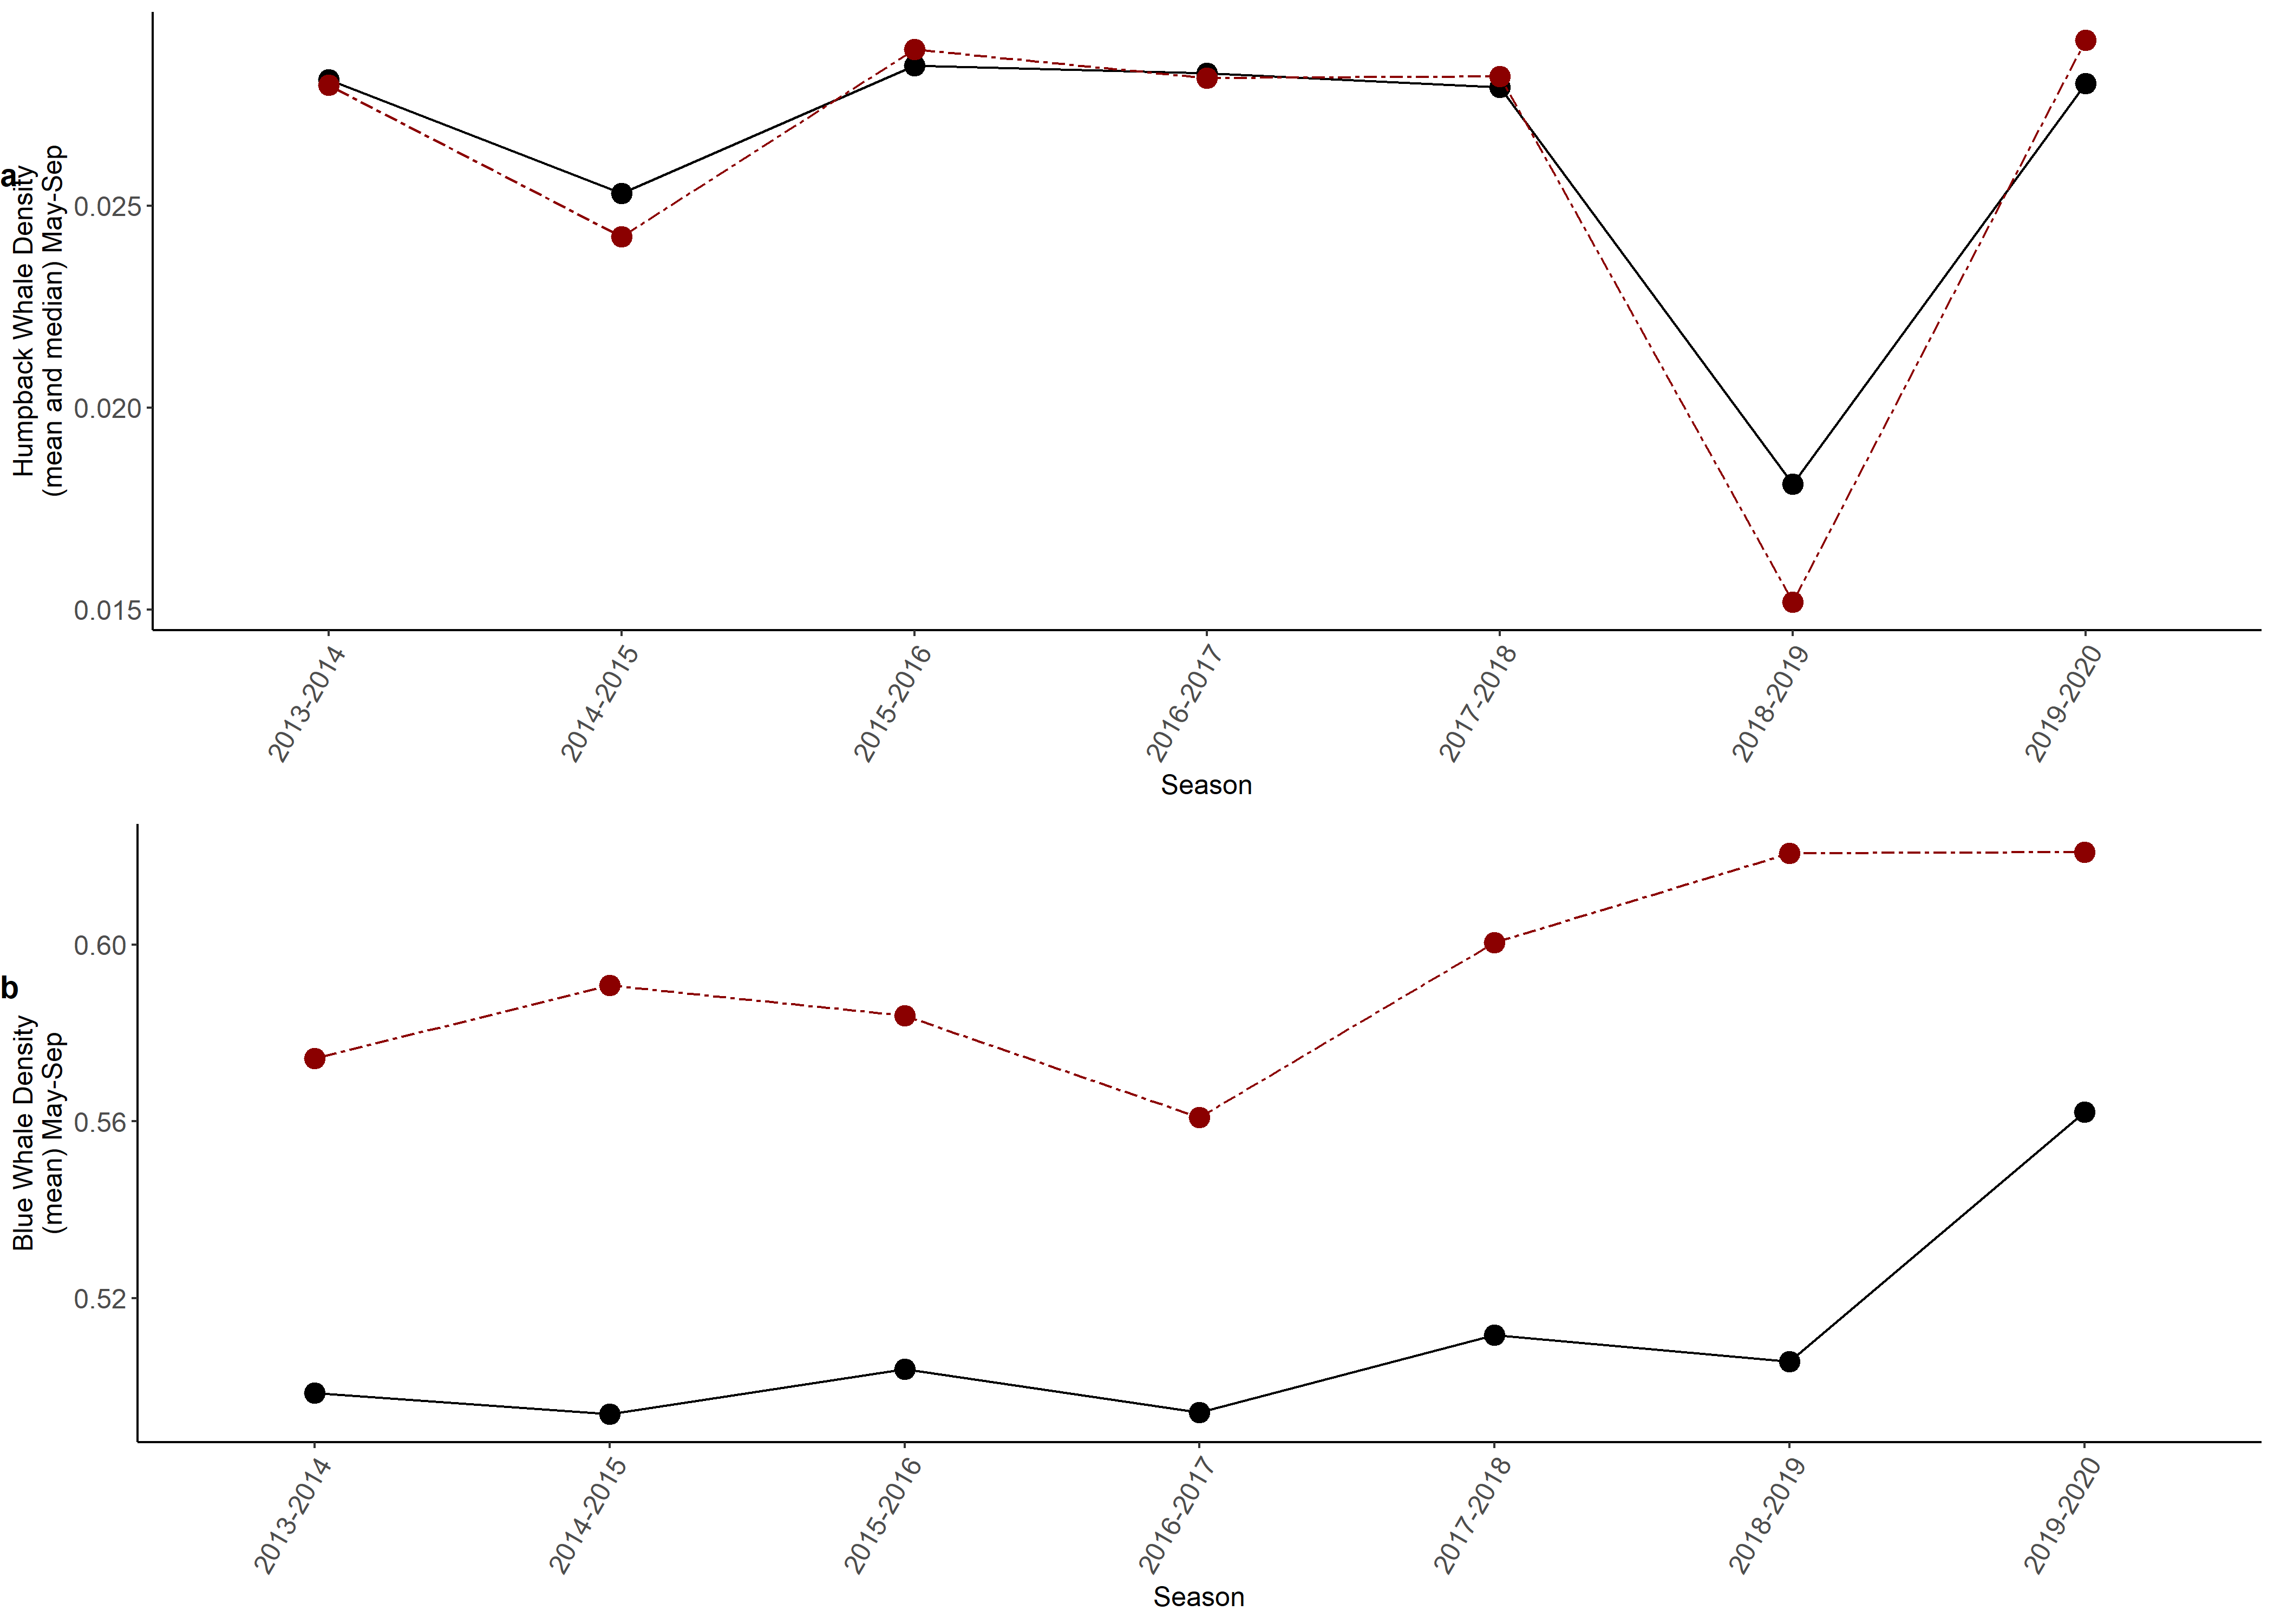 a
Humpback Whale Density
(mean and median) May-Sep
0.025
0.020
0.015
2013-2014
2014-2015
2015-2016
2016-2017
2017-2018
2018-2019
2019-2020
Season
b
Blue Whale Density
(mean) May-Sep
0.60
0.56
0.52
2013-2014
2014-2015
2015-2016
2016-2017
2017-2018
2018-2019
2019-2020
Season